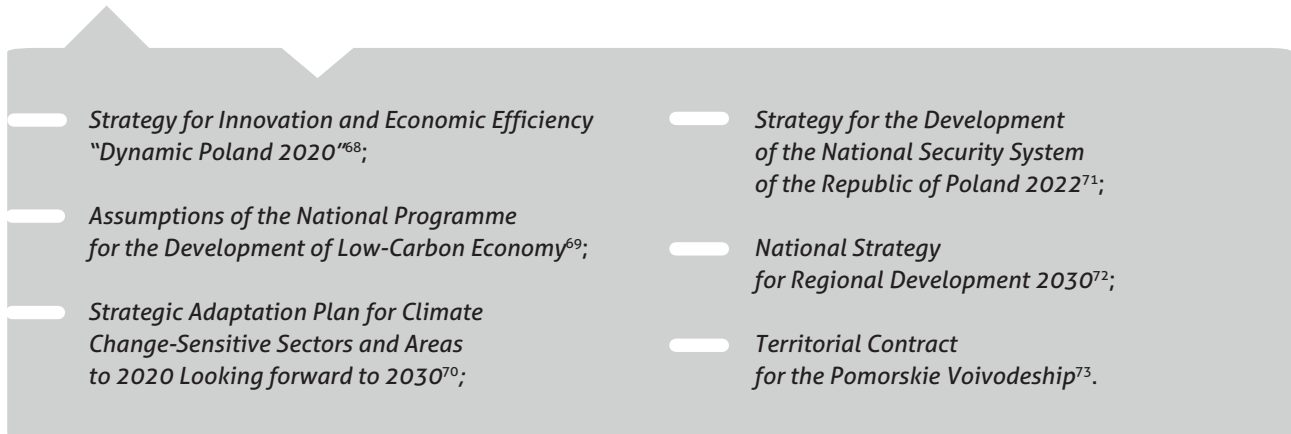 Strategy for Innovation and Economic Efficiency
“Dynamic Poland 2020”⁶⁸;
Assumptions of the National Programme
for the Development of Low-Carbon Economy⁶⁹;
Strategic Adaptation Plan for Climate
Change-Sensitive Sectors and Areas
to 2020 Looking forward to 2030⁷⁰;
Strategy for the Development
of the National Security System
of the Republic of Poland 2022⁷¹;
National Strategy
for Regional Development 2030⁷²;
Territorial Contract
for the Pomorskie Voivodeship⁷³.